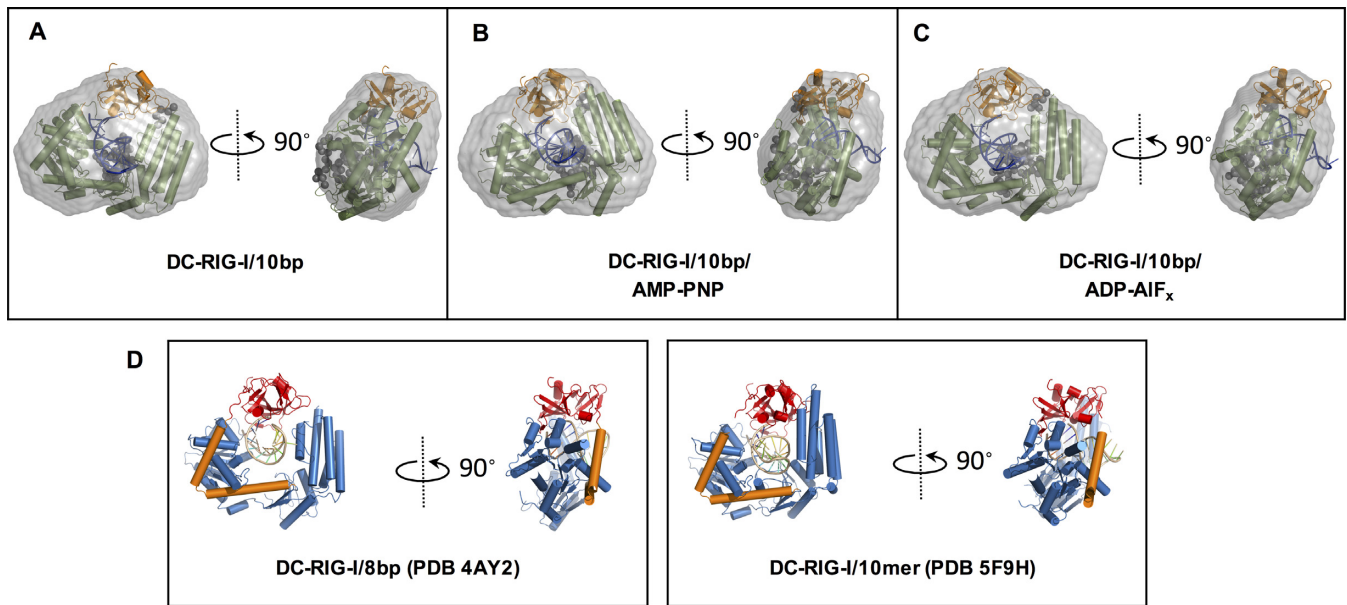 A
90°
DC-RIG-I/10bp
B
90°
DC-RIG-I/10bp/
AMP-PNP
C
90°
DC-RIG-I/10bp/
ADP-AlFx
D
90°
DC-RIG-I/8bp (PDB 4AY2)
90°
DC-RIG-I/10mer (PDB 5F9H)